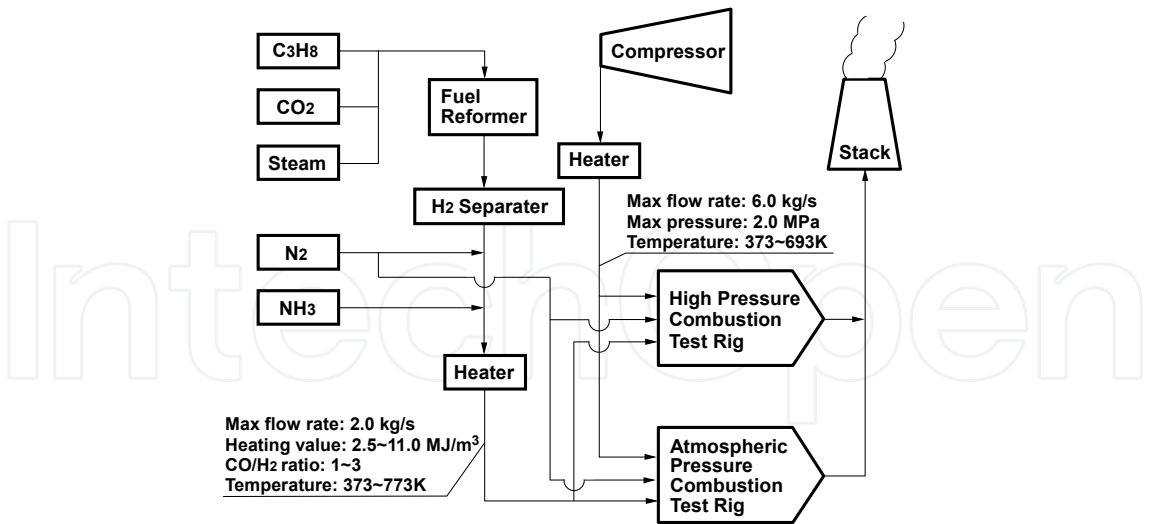 C3H8
CO2
Steam
Fuel
Reformer
H2 Separater
N2
NH3
Heater
Max flow rate: 2.0 kg/s
Heating value: 2.5~11.0 MJ/m3
CO/H2 ratio: 1~3
Temperature: 373~773K
Compressor
Heater
Max flow rate: 6.0 kg/s
Max pressure: 2.0 MPa
Temperature: 373~693K
High Pressure
Combustion
Test Rig
Atmospheric
Pressure
Combustion
Test Rig
Stack
IntechOpen